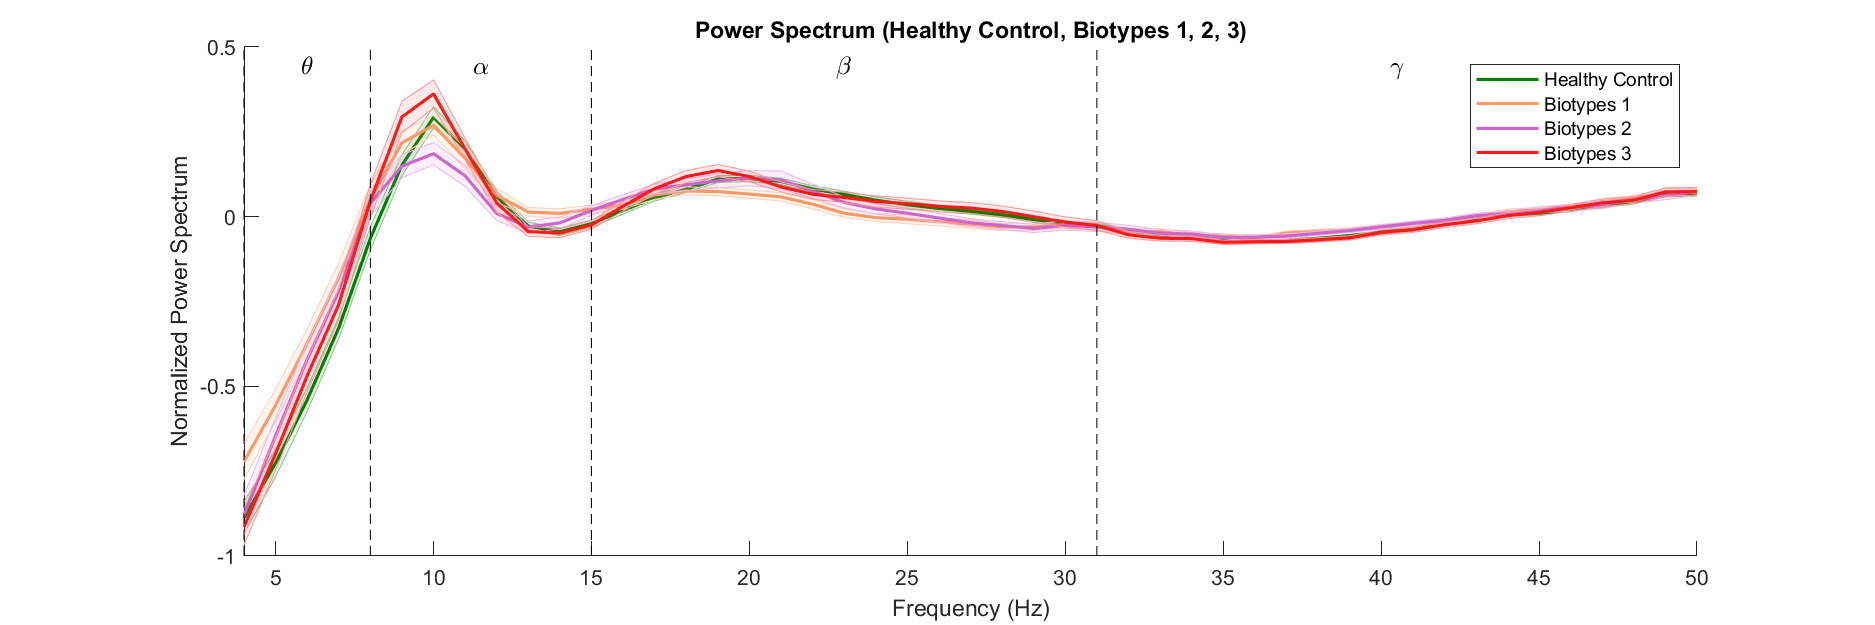 Power Spectrum (Healthy Control, Biotypes 1, 2, 3)
θ α β γ
Healthy Control
Biotypes 1
Biotypes 2
Biotypes 3
Normalized Power Spectrum
0.5
0
-0.5
-1
5 10 15 20 25 30 35 40 45 50
Frequency (Hz)